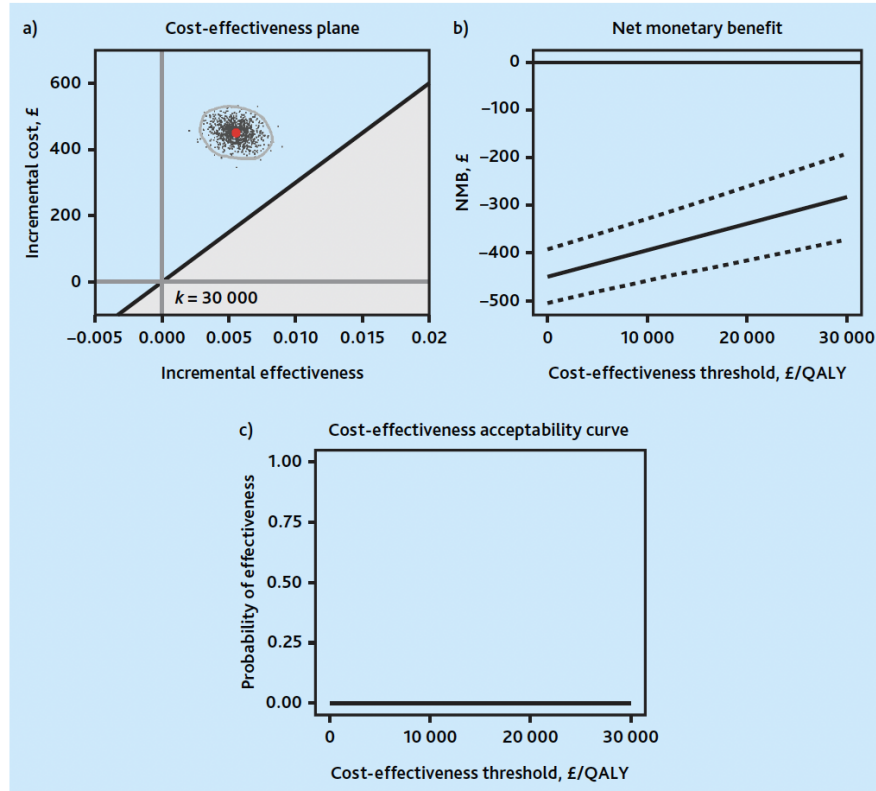 a)
Cost-effectiveness plane
Incremental cost, £
600
400
200
0
k = 30 000
−0.005 0.000 0.005 0.010 0.015 0.02
Incremental effectiveness
b)
Net monetary benefit
NMB, £
0
−100
−200
−300
−400
−500
0 10 000 20 000 30 000
Cost-effectiveness threshold, £/QALY
c)
Cost-effectiveness acceptability curve
Probability of effectiveness
1.00
0.75
0.50
0.25
0.00
0 10 000 20 000 30 000
Cost-effectiveness threshold, £/QALY